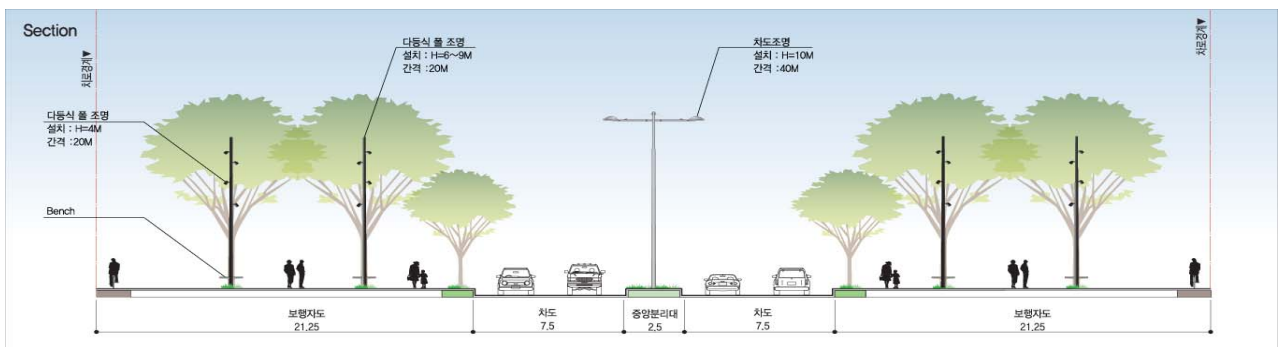 Section
차로경계▼
다등식 폴 조명
설치 : H=6~9M
간격 :20M
차도조명
설치 : H=10M
간격 :40M
차로경계▼
다등식 폴 조명
설치 : H=4M
간격 :20M
Bench
보행자도
21.25
차도
7.5
중앙분리대
2.5
차도
7.5
보행자도
21.25